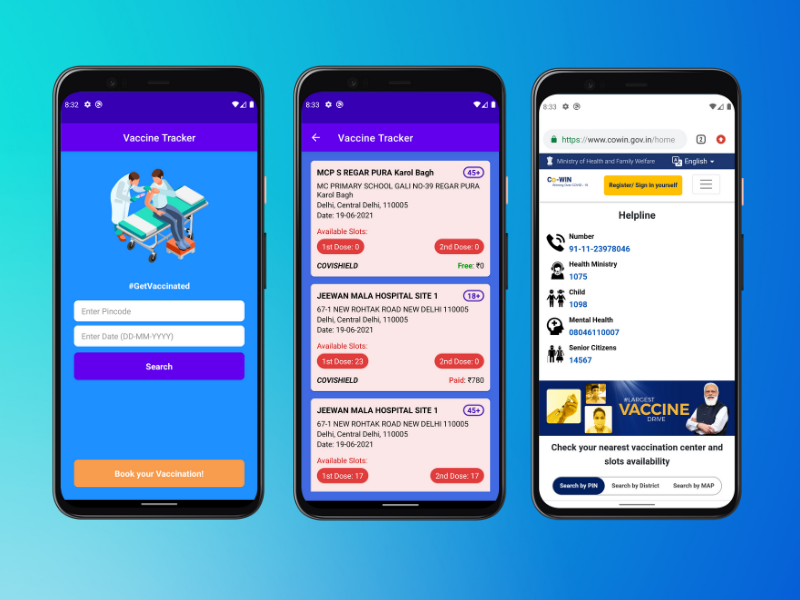 8:32
Vaccine Tracker
#GetVaccinated
Enter Pincode
Enter Date (DD-MM-YYYY)
Search
Book your Vaccination!
8:33
Vaccine Tracker
MCP S REGAR PURA Karol Bagh 45+
MC PRIMARY SCHOOL GALI NO-39 REGAR PURA
Karol Bagh
Delhi, Central Delhi, 110005
Date: 19-06-2021
Available Slots:
1st Dose: 0 2nd Dose: 0
COVISHIELD Free: ₹0
JEEWAN MALA HOSPITAL SITE 1 18+
67-1 NEW ROHTAK ROAD NEW DELHI 110005
Delhi, Central Delhi, 110005
Date: 19-06-2021
Available Slots:
1st Dose: 23 2nd Dose: 0
COVISHIELD Paid: ₹780
JEEWAN MALA HOSPITAL SITE 1 45+
67-1 NEW ROHTAK ROAD NEW DELHI 110005
Delhi, Central Delhi, 110005
Date: 19-06-2021
Available Slots:
1st Dose: 17 2nd Dose: 17
8:33
https://www.cowin.gov.in/home 2
Ministry of Health and Family Welfare English
Co-WIN
Register/ Sign In yourself
Helpline
Number
91-11-23978046
Health Ministry
1075
Child
1098
Mental Health
08046110007
Senior Citizens
14567
#LARGEST
VACCINE
DRIVE
Check your nearest vaccination center and
slots availability
Search by PIN Search by District Search by MAP